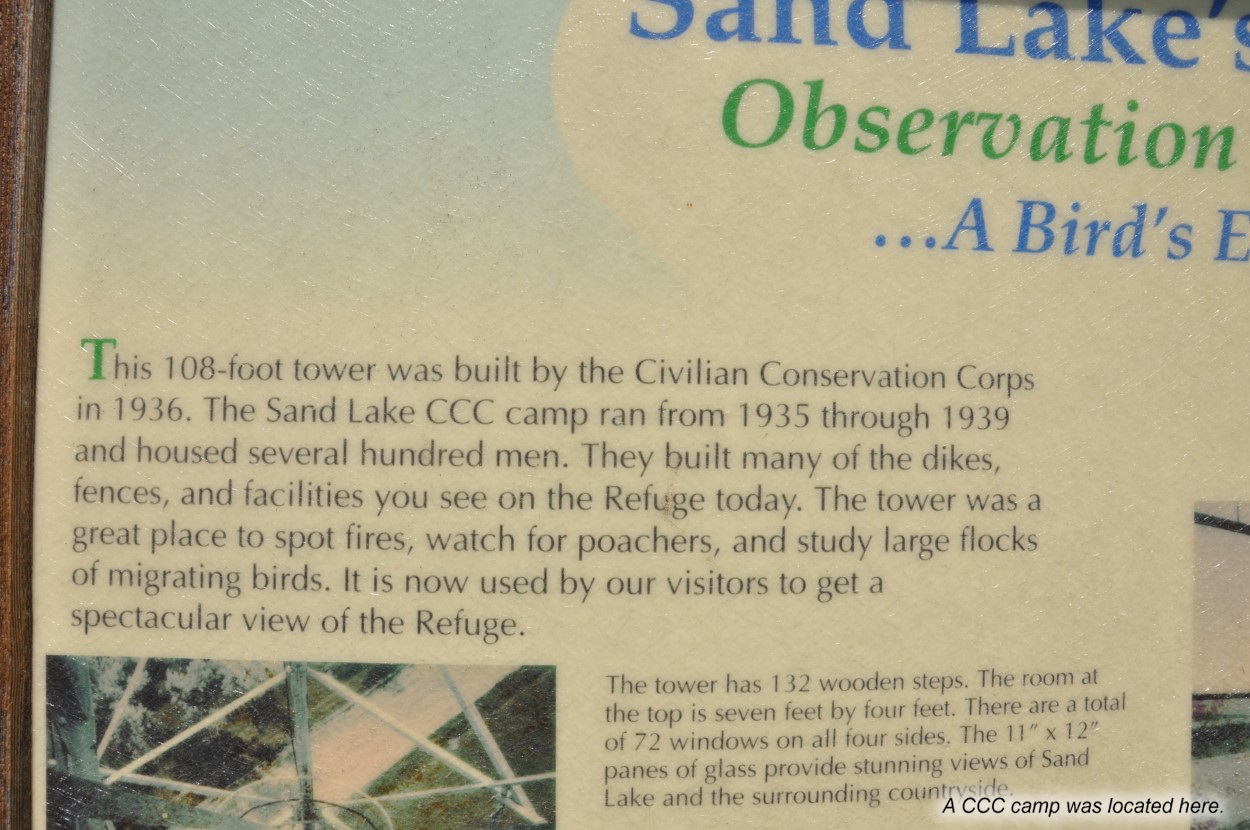 Sand Lake's
Observation
...A Bird's E
This 108-foot tower was built by the Civilian Conservation Corps
in 1936. The Sand Lake CCC camp ran from 1935 through 1939
and housed several hundred men. They built many of the dikes,
fences, and facilities you see on the Refuge today. The tower was a
great place to spot fires, watch for poachers, and study large flocks
of migrating birds. It is now used by our visitors to get a
spectacular view of the Refuge.
The tower has 132 wooden steps. The room at
the top is seven feet by four feet. There are a total
of 72 windows on all four sides. The 11" x 12"
panes of glass provide stunning views of Sand
Lake and the surrounding countryside.
A CCC camp was located here.